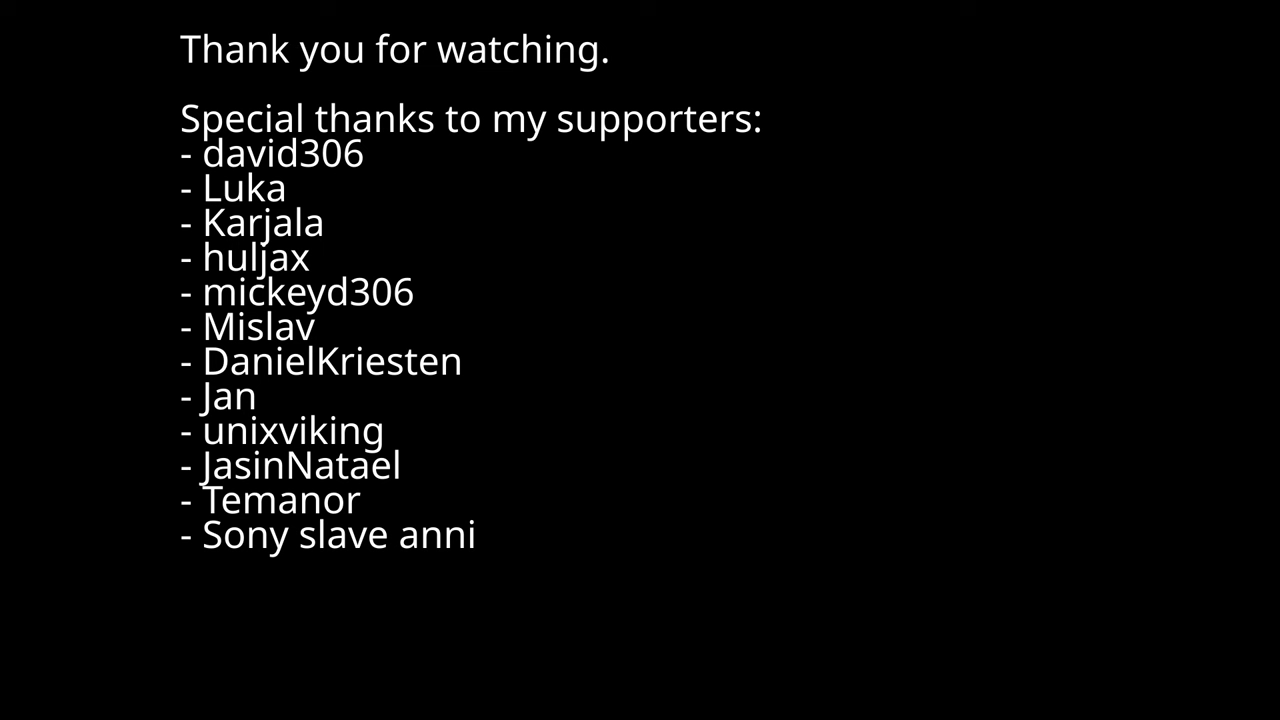 Thank you for watching.
Special thanks to my supporters:
- david306
- Luka
- Karjala
- huljax
- mickeyd306
- Mislav
- DanielKriesten
- Jan
- unixviking
- JasinNatael
- Temanor
- Sony slave anni